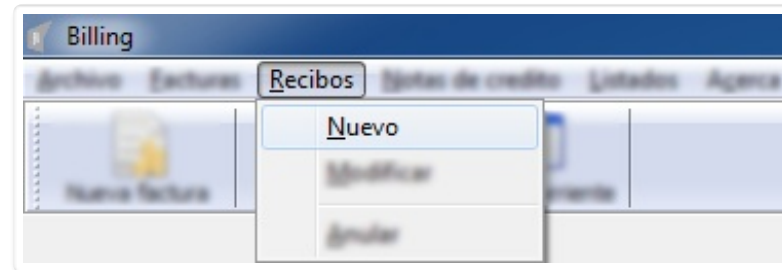 Billing
Archivo Facturas Recibos Notas de credito Listados Acerca
Nuevo
Nueva factura
Modificar
Anular